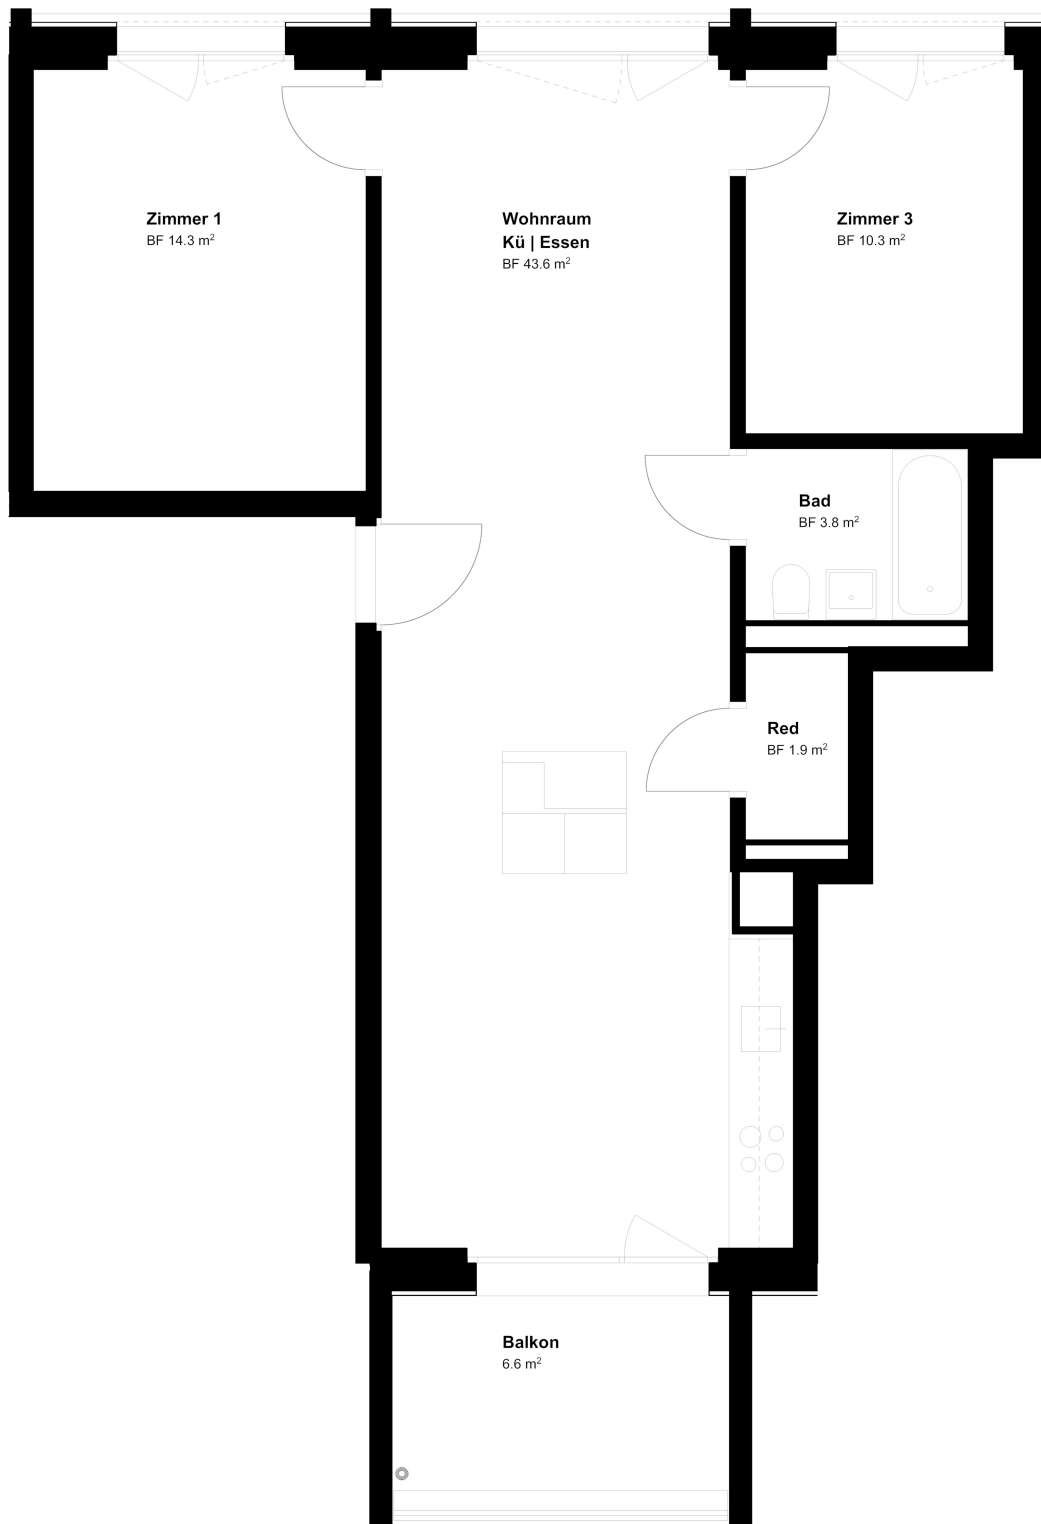 Zimmer 1
BF 14.3 m²
Wohnraum
Kü | Essen
BF 43.6 m²
Zimmer 3
BF 10.3 m²
Bad
BF 3.8 m²
Red
BF 1.9 m²
Balkon
6.6 m²